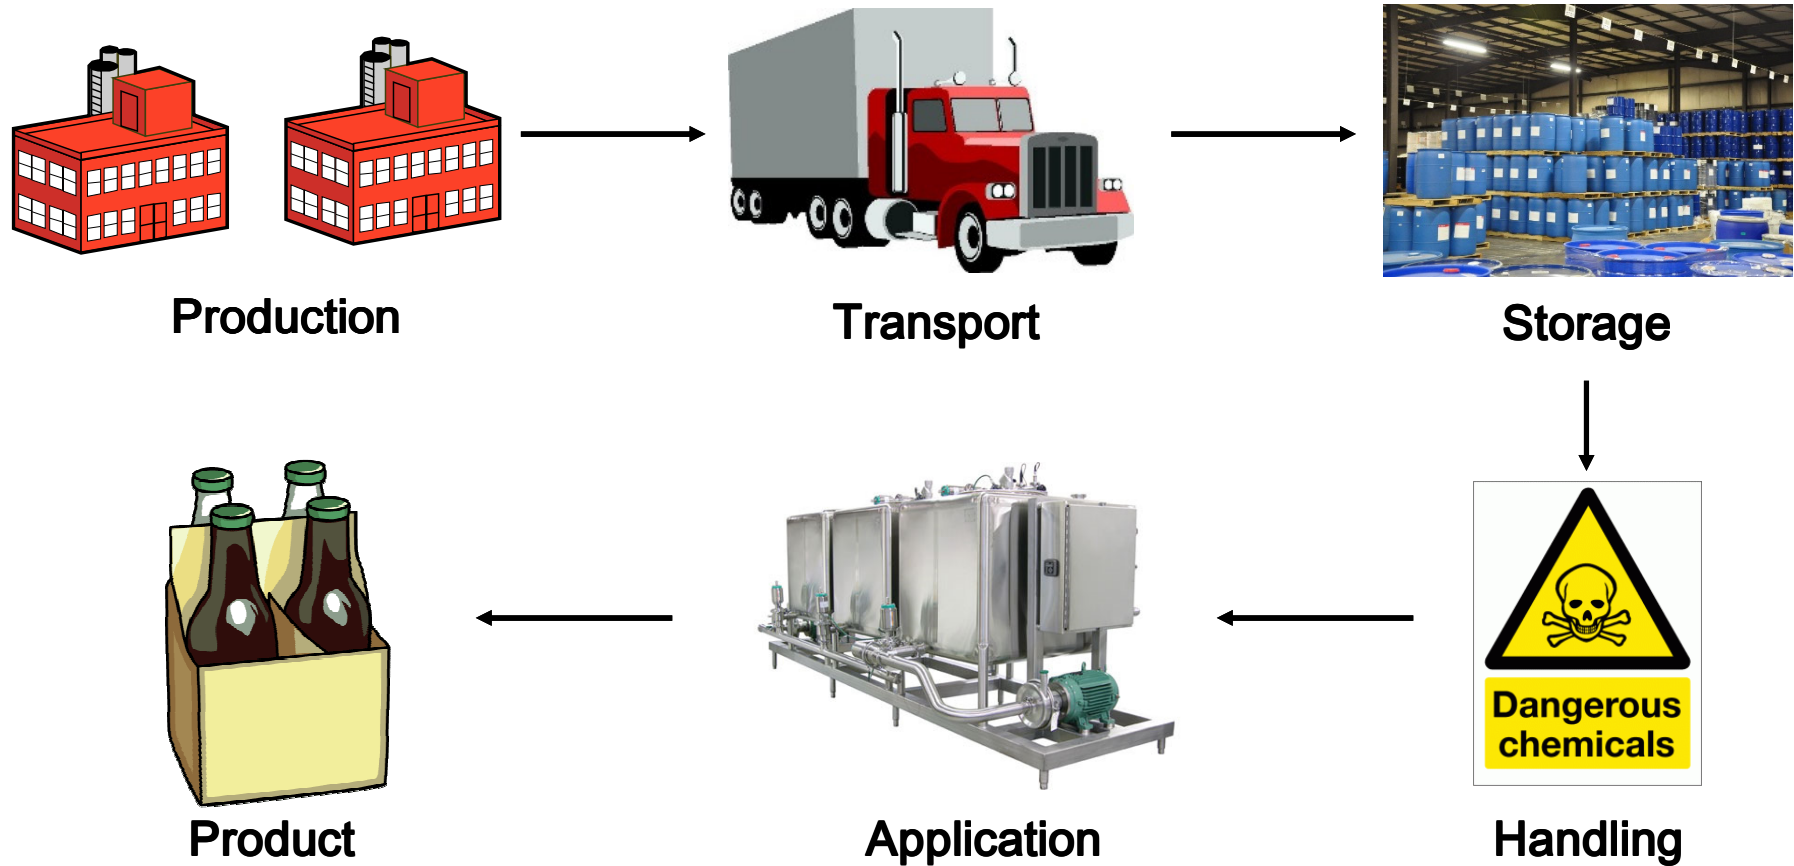 Production
Transport
Storage
Dangerous
chemicals
Product
Application
Handling